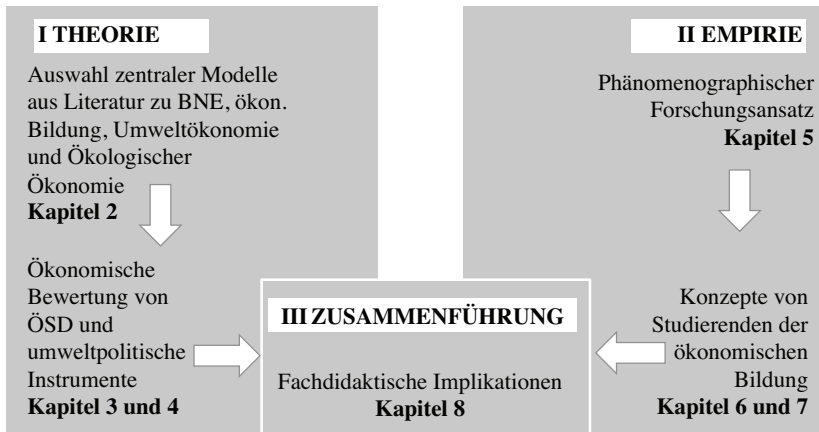 I THEORIE
Auswahl zentraler Modelle
aus Literatur zu BNE, ökon.
Bildung, Umweltökonomie
und Ökologischer
Ökonomie
Kapitel 2
Ökonomische
Bewertung von
ÖSD und
umweltpolitische
Instrumente
Kapitel 3 und 4
II EMPIRIE
Phänomenographischer
Forschungsansatz
Kapitel 5
Konzepte von
Studierenden der
ökonomischen
Bildung
Kapitel 6 und 7
III ZUSAMMENFÜHRUNG
Fachdidaktische Implikationen
Kapitel 8